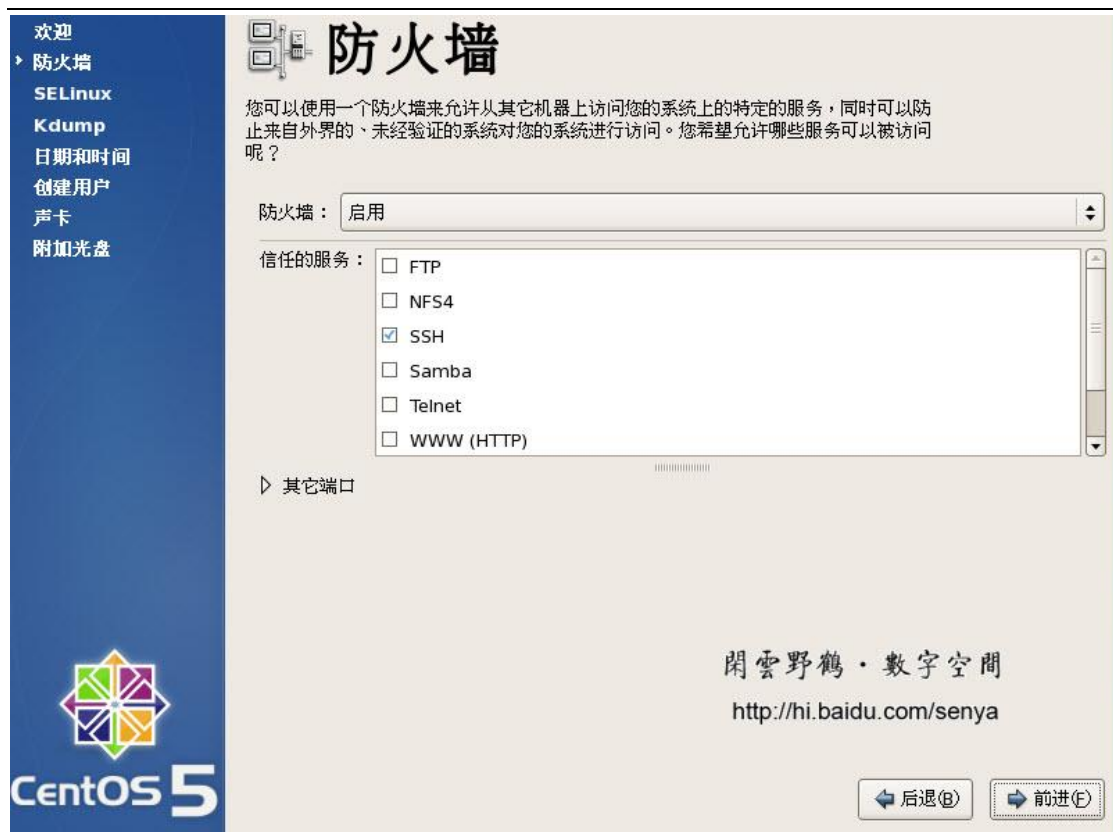 欢迎
防火墙
SELinux
Kdump
日期和时间
创建用户
声卡
附加光盘
防火墙
您可以使用一个防火墙来允许从其它机器上访问您的系统上的特定的服务,同时可以防
止来自外界的、未经验证的系统对您的系统进行访问。您希望允许哪些服务可以被访问
呢?
防火墙: 启用
信任的服务: FTP
NFS4
SSH
Samba
Telnet
WWW (HTTP)
其它端口
閑雲野鶴·數字空間
http://hi.baidu.com/senya
CentOS 5
后退(B) 前进(F)